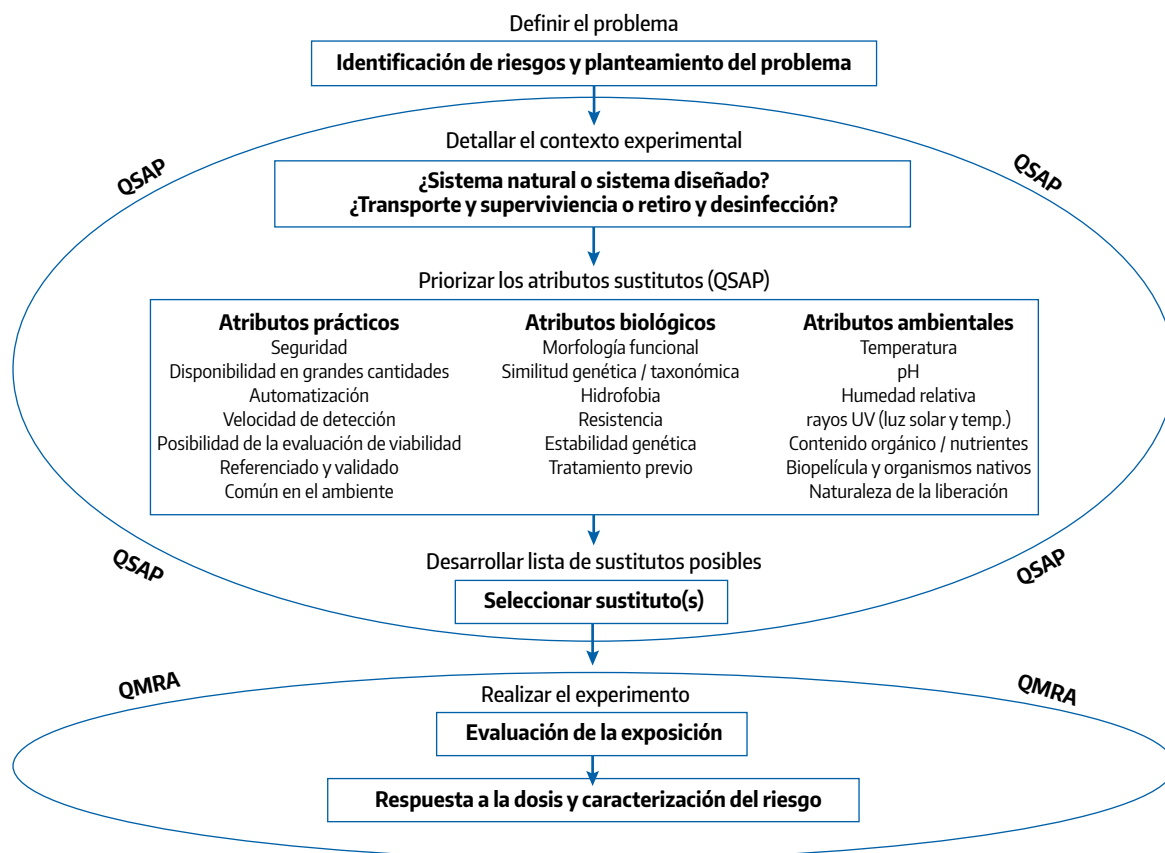 Definir el problema
Identificación de riesgos y planteamiento del problema
Detallar el contexto experimental
QSAP
QSAP
¿Sistema natural o sistema diseñado?
¿Transporte y superviviencia o retiro y desinfección?
Priorizar los atributos sustitutos (QSAP)
Atributos prácticos
Seguridad
Disponibilidad en grandes cantidades
Automatización
Velocidad de detección
Posibilidad de la evaluación de viabilidad
Referenciado y validado
Común en el ambiente
Atributos biológicos
Morfología funcional
Similitud genética / taxonómica
Hidrofobia
Resistencia
Estabilidad genética
Tratamiento previo
Atributos ambientales
Temperatura
pH
Humedad relativa
rayos UV (luz solar y temp.)
Contenido orgánico / nutrientes
Biopelícula y organismos nativos
Naturaleza de la liberación
QSAP
QSAP
Desarrollar lista de sustitutos posibles
Seleccionar sustituto(s)
QMRA
QMRA
Realizar el experimento
Evaluación de la exposición
Respuesta a la dosis y caracterización del riesgo